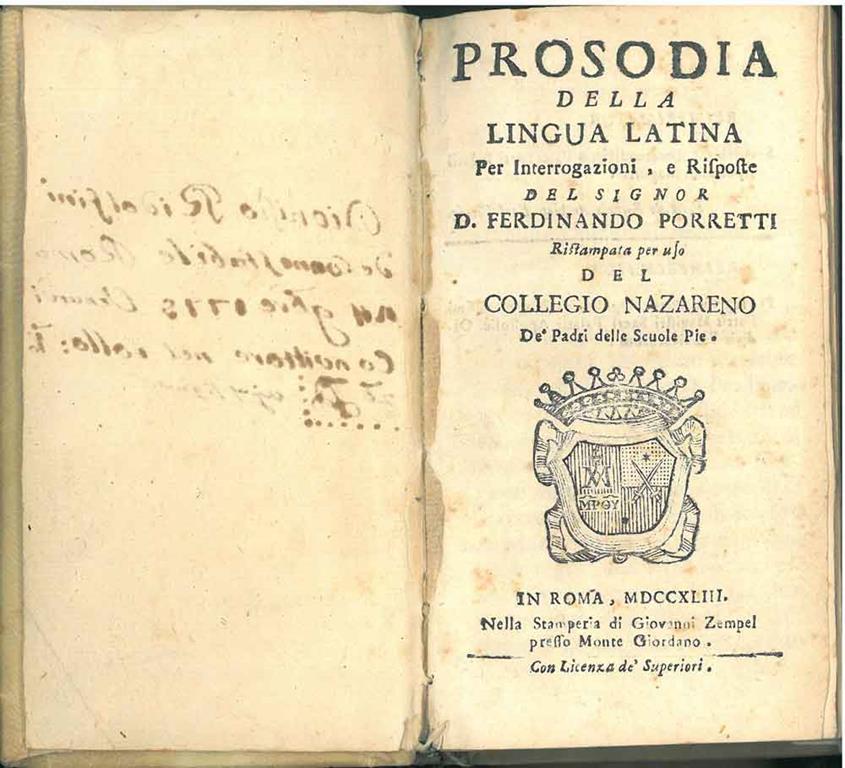 Ridolfini
1773
PROSODIA
DELLA
LINGUA LATINA
Per Interrogazioni, e Riſpoſte
DEL SIGNOR
D. FERDINANDO PORRETTI
Riſtampata per uſo
DEL
COLLEGIO NAZARENO
De' Padri delle Scuole Pie.
MPΘY
IN ROMA, MDCCXLIII.
Nella Stamperia di Giovanni Zempel
preſſo Monte Giordano.
Con Licenza de' Superiori.